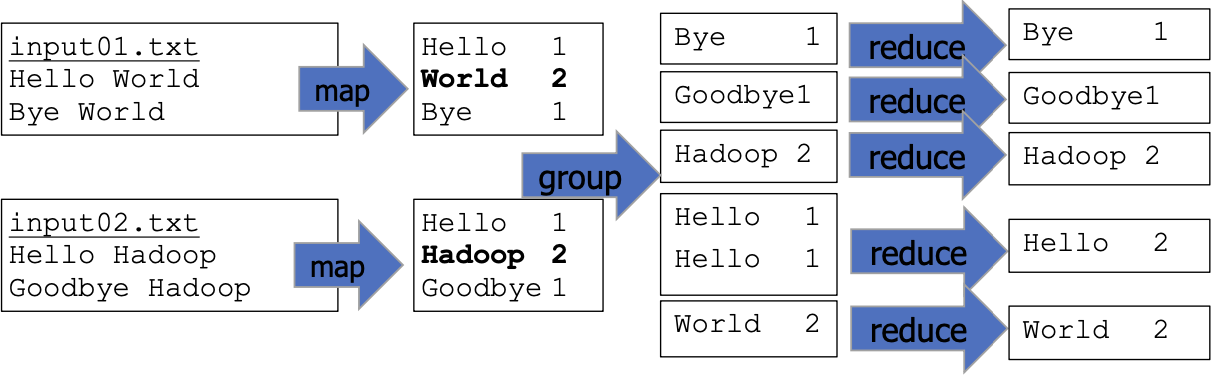 input01.txt
Hello World
Bye World
map
Hello 1
World 2
Bye 1
input02.txt
Hello Hadoop
Goodbye Hadoop
map
Hello 1
Hadoop 2
Goodbye 1
group
Bye 1
Goodbye1
Hadoop 2
Hello 1
Hello 1
World 2
reduce
reduce
reduce
reduce
reduce
Bye 1
Goodbye1
Hadoop 2
Hello 2
World 2